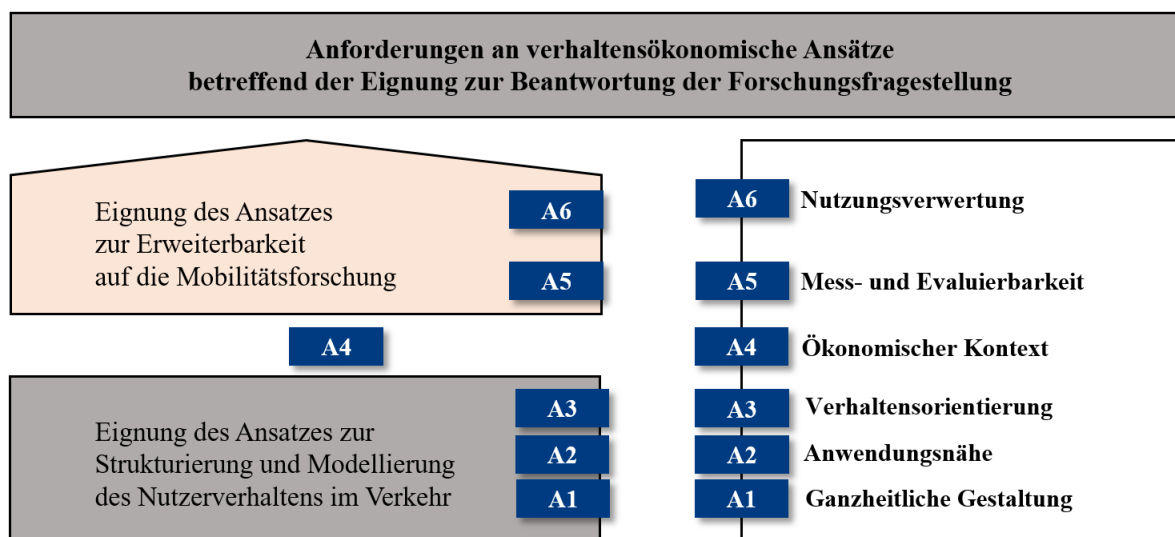 Anforderungen an verhaltensökonomische Ansätze
betreffend der Eignung zur Beantwortung der Forschungsfragestellung
Eignung des Ansatzes
zur Erweiterbarkeit
auf die Mobilitätsforschung
A6
A5
A4
Eignung des Ansatzes zur
Strukturierung und Modellierung
des Nutzerverhaltens im Verkehr
A3
A2
A1
A6 Nutzungsverwertung
A5 Mess- und Evaluierbarkeit
A4 Ökonomischer Kontext
A3 Verhaltensorientierung
A2 Anwendungsnähe
A1 Ganzheitliche Gestaltung